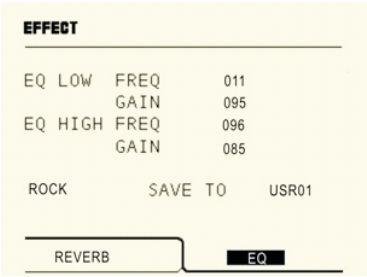 EFFECT
EQ LOW FREQ 011
GAIN 095
EQ HIGH FREQ 096
GAIN 085
ROCK SAVE TO USR01
REVERB EQ